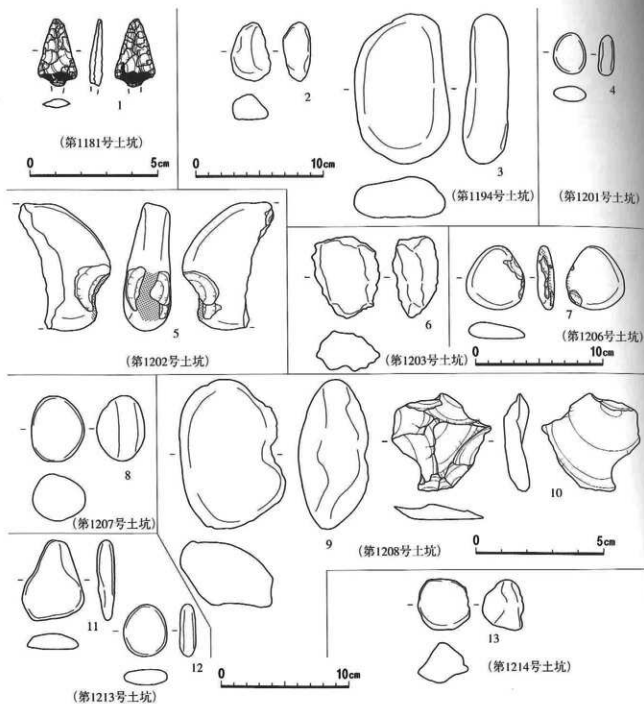 1
(第1181号土坑)
0 5cm
2
0 10cm
3
(第1194号土坑)
4
(第1201号土坑)
5
(第1202号土坑)
6
(第1203号土坑)
7
(第1206号土坑)
0 10cm
8
(第1207号土坑)
9
10
(第1208号土坑)
0 5cm
11
12
(第1213号土坑)
0 10cm
13
(第1214号土坑)